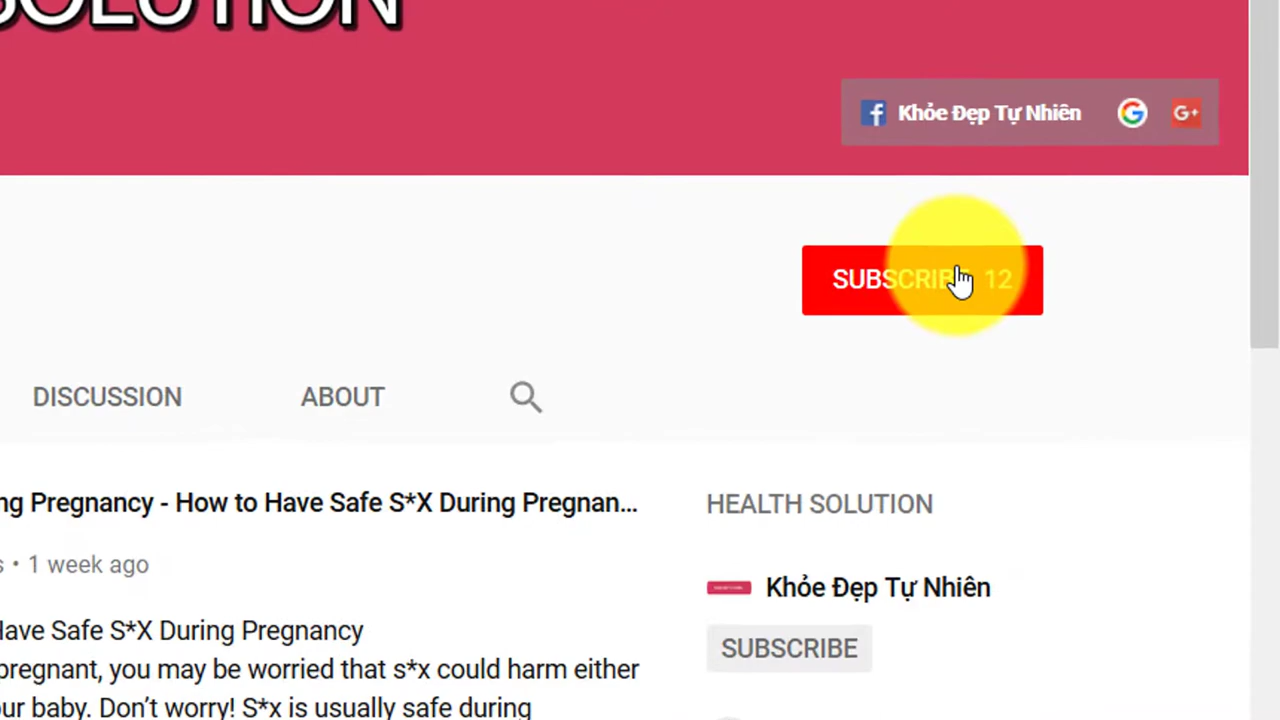 SOLUTION
Khỏe Đẹp Tự Nhiên
SUBSCRIBE 12
DISCUSSION ABOUT
ng Pregnancy - How to Have Safe S*X During Pregnan...
s • 1 week ago
Have Safe S*X During Pregnancy
pregnant, you may be worried that s*x could harm either
our baby. Don’t worry! S*x is usually safe during
HEALTH SOLUTION
Khỏe Đẹp Tự Nhiên
SUBSCRIBE